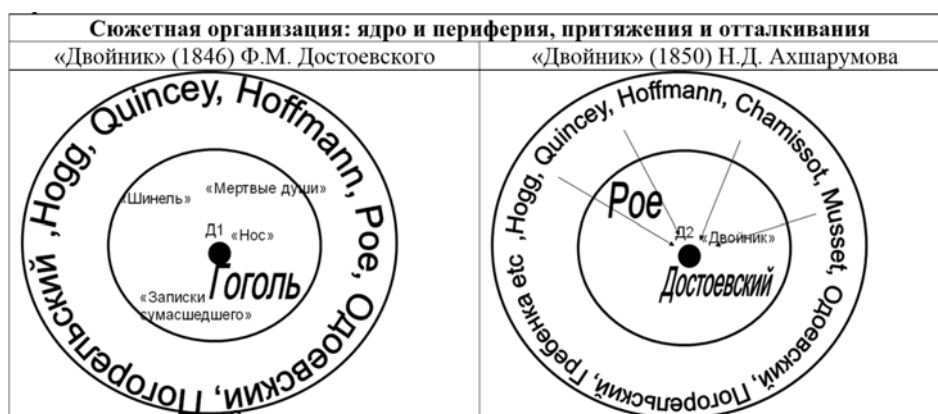 Сюжетная организация: ядро и периферия, притяжения и отталкивания
«Двойник» (1846) Ф.М. Достоевского
«Двойник» (1850) Н.Д. Ахшарумова
,Hogg, Quincey, Hoffmann, Poe, Одоевский, Погорельский
«Шинель»
«Мертвые души»
Д1
«Нос»
Гоголь
«Записки
сумасшедшего»
,Hogg, Quincey, Hoffmann, Chamissot, Musset, Одоевский, Погорельский, Гребенка etc
Poe
Д2
«Двойник»
Достоевский